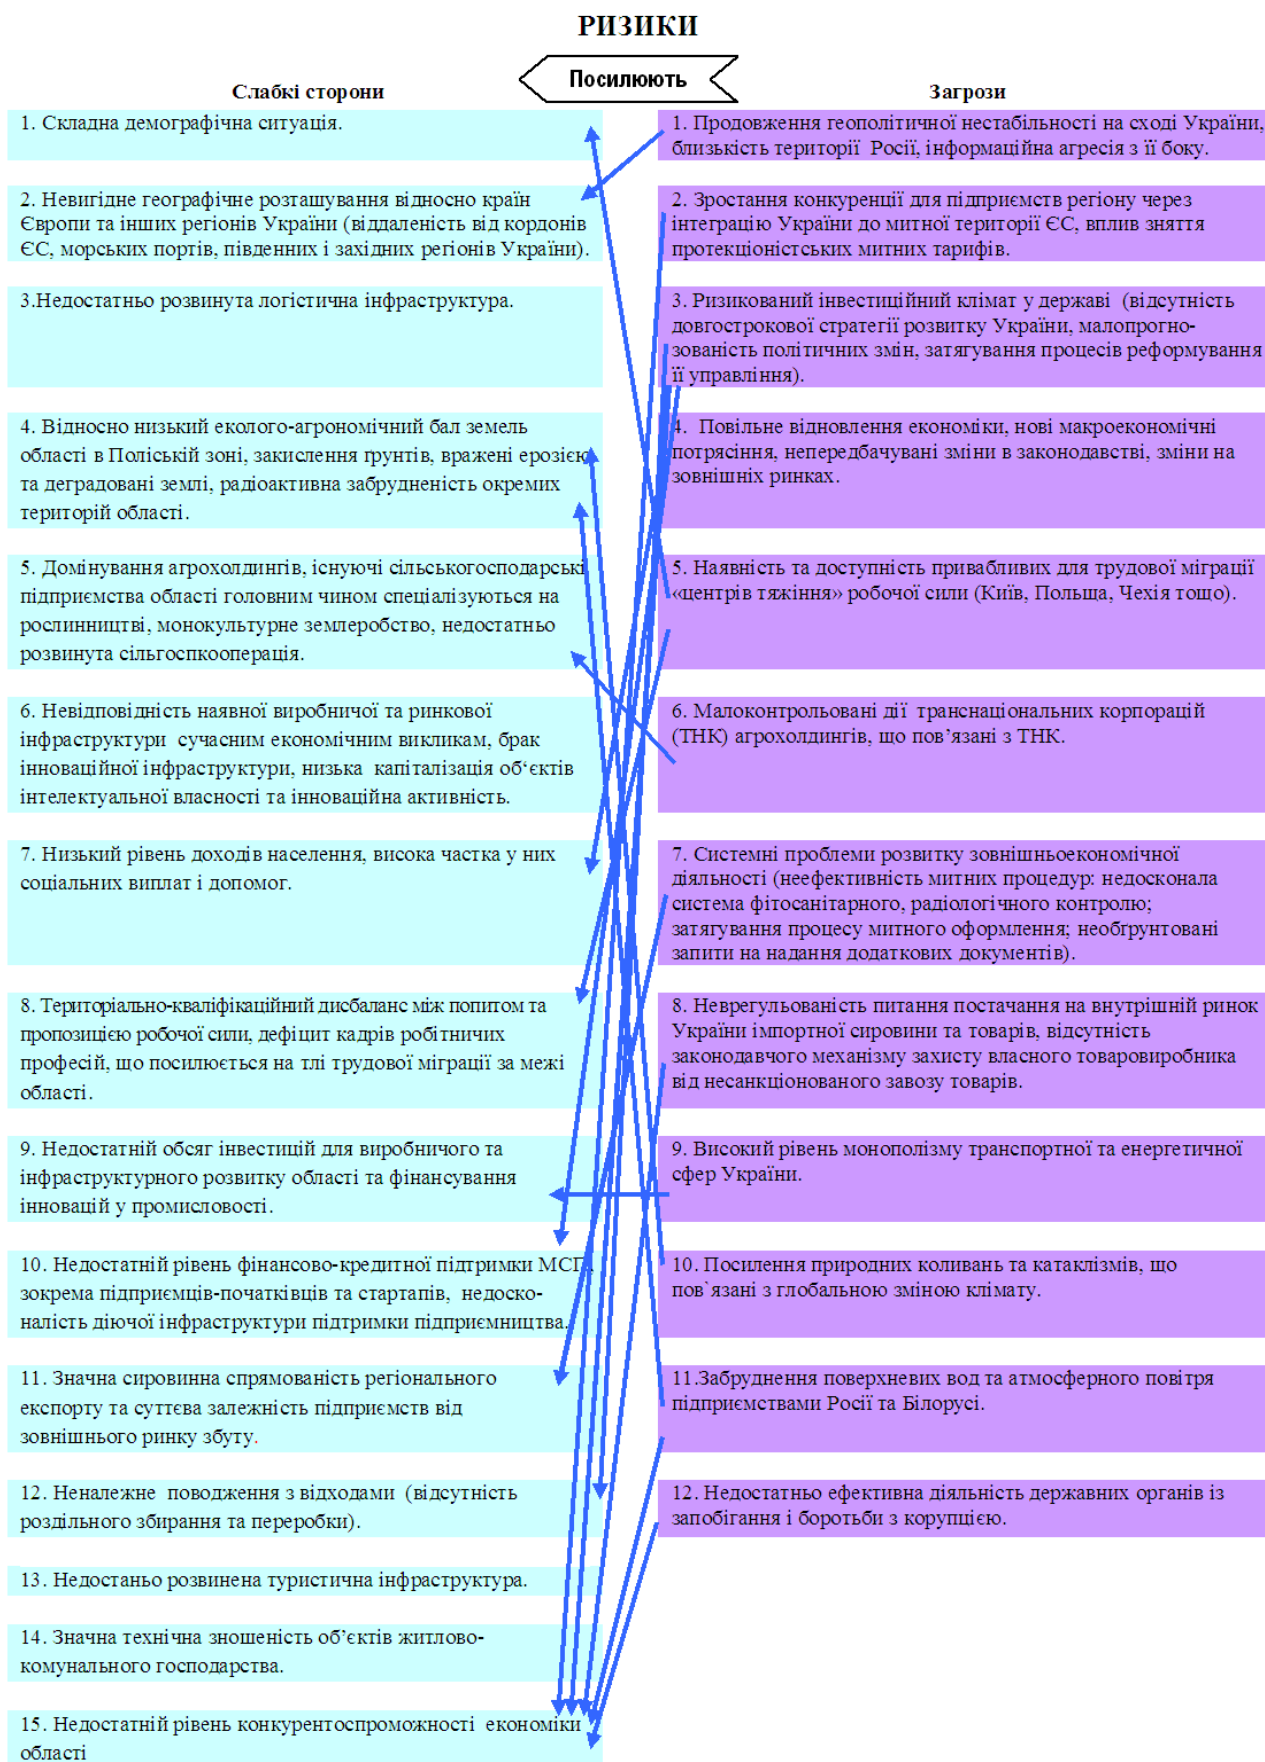 РИЗИКИ
Посилюють
Слабкі сторони
1. Складна демографічна ситуація.
2. Невигідне географічне розташування відносно країн
Європи та інших регіонів України (віддаленість від кордонів
ЄС, морських портів, південних і західних регіонів України).
3.Недостатньо розвинута логістична інфраструктура.
4. Відносно низький еколого-агрономічний бал земель
області в Поліській зоні, закислення ґрунтів, вражені ерозією
та деградовані землі, радіоактивна забрудненість окремих
територій області.
5. Домінування агрохолдингів, існуючі сільськогосподарські
підприємства області головним чином спеціалізуються на
рослинництві, монокультурне землеробство, недостатньо
розвинута сільгоспкооперація.
6. Невідповідність наявної виробничої та ринкової
інфраструктури сучасним економічним викликам, брак
інноваційної інфраструктури, низька капіталізація об‘єктів
інтелектуальної власності та інноваційна активність.
7. Низький рівень доходів населення, висока частка у них
соціальних виплат і допомог.
8. Територіально-кваліфікаційний дисбаланс між попитом та
пропозицією робочої сили, дефіцит кадрів робітничих
професій, що посилюється на тлі трудової міграції за межі
області.
9. Недостатній обсяг інвестицій для виробничого та
інфраструктурного розвитку області та фінансування
інновацій у промисловості.
10. Недостатній рівень фінансово-кредитної підтримки МСП,
зокрема підприємців-початківців та стартапів, недоско-
налість діючої інфраструктури підтримки підприємництва.
11. Значна сировинна спрямованість регіонального
експорту та суттєва залежність підприємств від
зовнішнього ринку збуту.
12. Неналежне поводження з відходами (відсутність
роздільного збирання та переробки).
13. Недостаньо розвинена туристична інфраструктура.
14. Значна технічна зношеність об’єктів житлово-
комунального господарства.
15. Недостатній рівень конкурентоспроможності економіки
області
Загрози
1. Продовження геополітичної нестабільності на сході України,
близькість території Росії, інформаційна агресія з її боку.
2. Зростання конкуренції для підприємств регіону через
інтеграцію України до митної території ЄС, вплив зняття
протекціоністських митних тарифів.
3. Ризикований інвестиційний клімат у державі (відсутність
довгострокової стратегії розвитку України, малопрогно-
зованість політичних змін, затягування процесів реформування
її управління).
4. Повільне відновлення економіки, нові макроекономічні
потрясіння, непередбачувані зміни в законодавстві, зміни на
зовнішніх ринках.
5. Наявність та доступність привабливих для трудової міграції
«центрів тяжіння» робочої сили (Київ, Польща, Чехія тощо).
6. Малоконтрольовані дії транснаціональних корпорацій
(ТНК) агрохолдингів, що пов’язані з ТНК.
7. Системні проблеми розвитку зовнішньоекономічної
діяльності (неефективність митних процедур: недосконала
система фітосанітарного, радіологічного контролю;
затягування процесу митного оформлення; необґрунтовані
запити на надання додаткових документів).
8. Неврегульованість питання постачання на внутрішній ринок
України імпортної сировини та товарів, відсутність
законодавчого механізму захисту власного товаровиробника
від несанкціонованого завозу товарів.
9. Високий рівень монополізму транспортної та енергетичної
сфер України.
10. Посилення природних коливань та катаклізмів, що
пов`язані з глобальною зміною клімату.
11.Забруднення поверхневих вод та атмосферного повітря
підприємствами Росії та Білорусі.
12. Недостатньо ефективна діяльність державних органів із
запобігання і боротьби з корупцією.